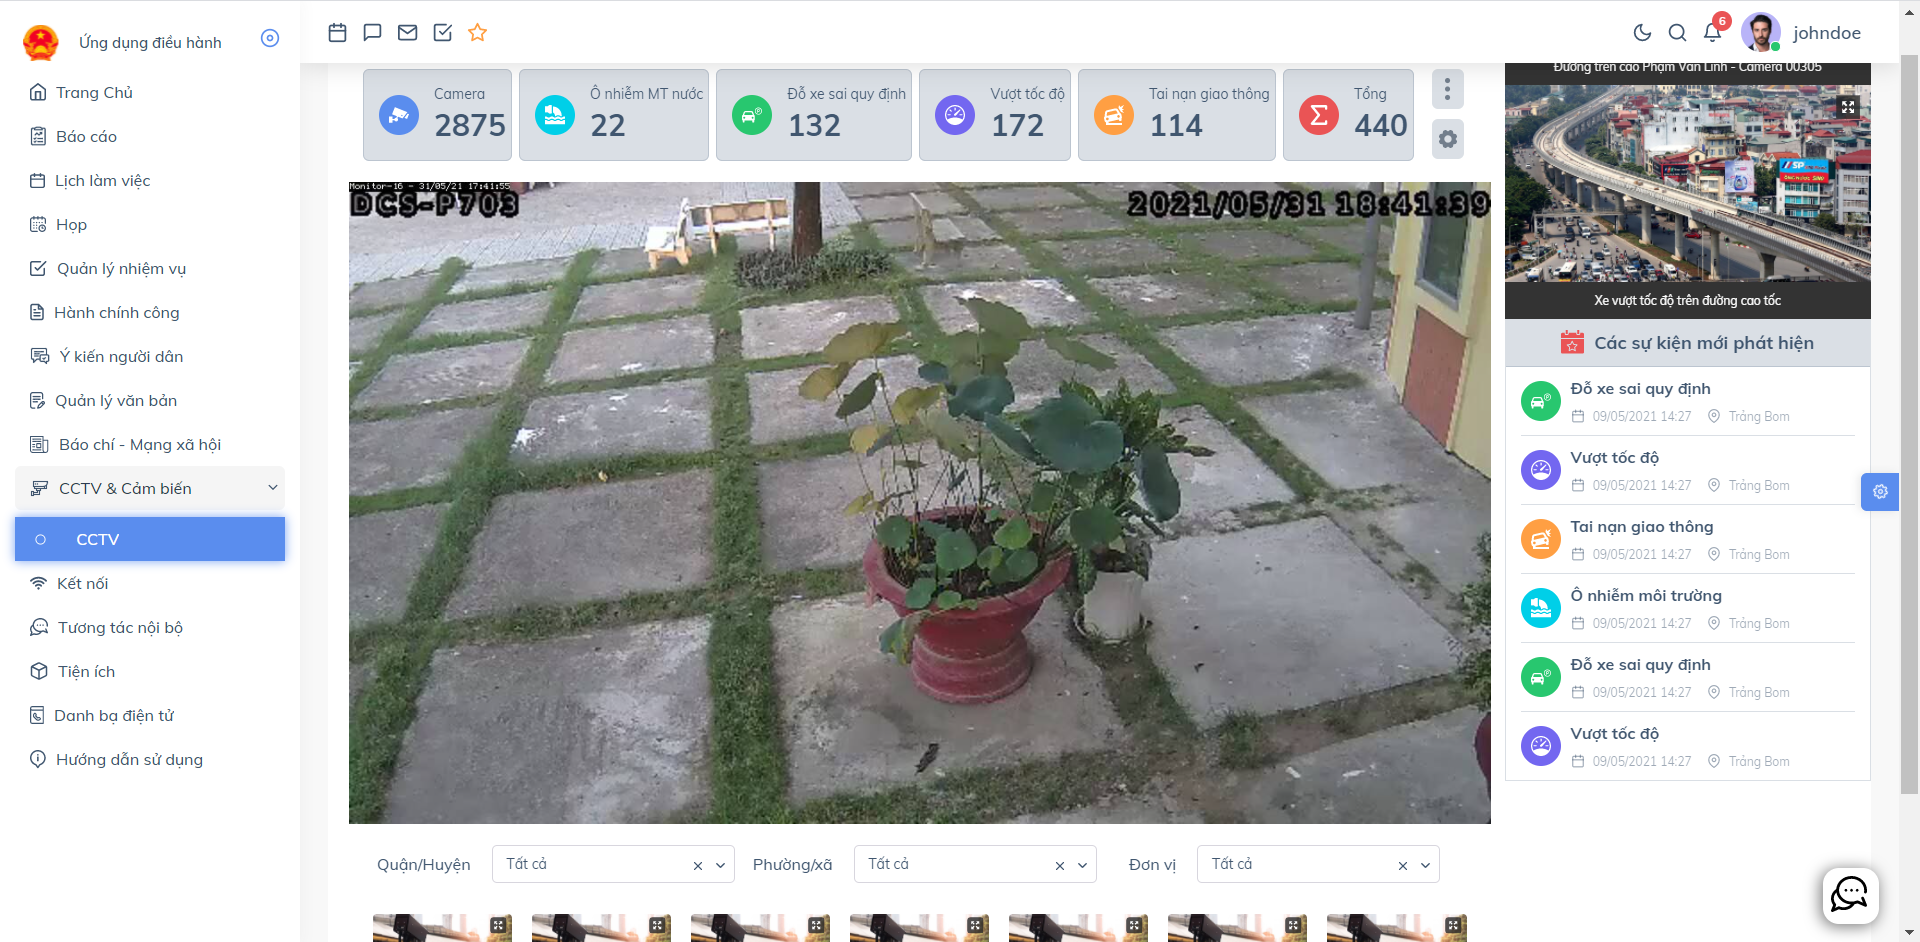 Ứng dụng điều hành
Trang Chủ
Báo cáo
Lịch làm việc
Họp
Quản lý nhiệm vụ
Hành chính công
Ý kiến người dân
Quản lý văn bản
Báo chí - Mạng xã hội
CCTV & Cảm biến
CCTV
Kết nối
Tương tác nội bộ
Tiện ích
Danh bạ điện tử
Hướng dẫn sử dụng
6
johndoe
Camera
2875
Ô nhiễm MT nước
22
Đỗ xe sai quy định
132
Vượt tốc độ
172
Tai nạn giao thông
114
Tổng
440
Monitor-16 - 31/05/21 17:41:55
DCS-P703
2021/05/31 18:41:39
Quận/Huyện
Tất cả
Phường/xã
Tất cả
Đơn vị
Tất cả
Đường trên cao Phạm Văn Linh - Camera 00305
SP
Xe vượt tốc độ trên đường cao tốc
Các sự kiện mới phát hiện
Đỗ xe sai quy định
09/05/2021 14:27 Trảng Bom
Vượt tốc độ
09/05/2021 14:27 Trảng Bom
Tai nạn giao thông
09/05/2021 14:27 Trảng Bom
Ô nhiễm môi trường
09/05/2021 14:27 Trảng Bom
Đỗ xe sai quy định
09/05/2021 14:27 Trảng Bom
Vượt tốc độ
09/05/2021 14:27 Trảng Bom